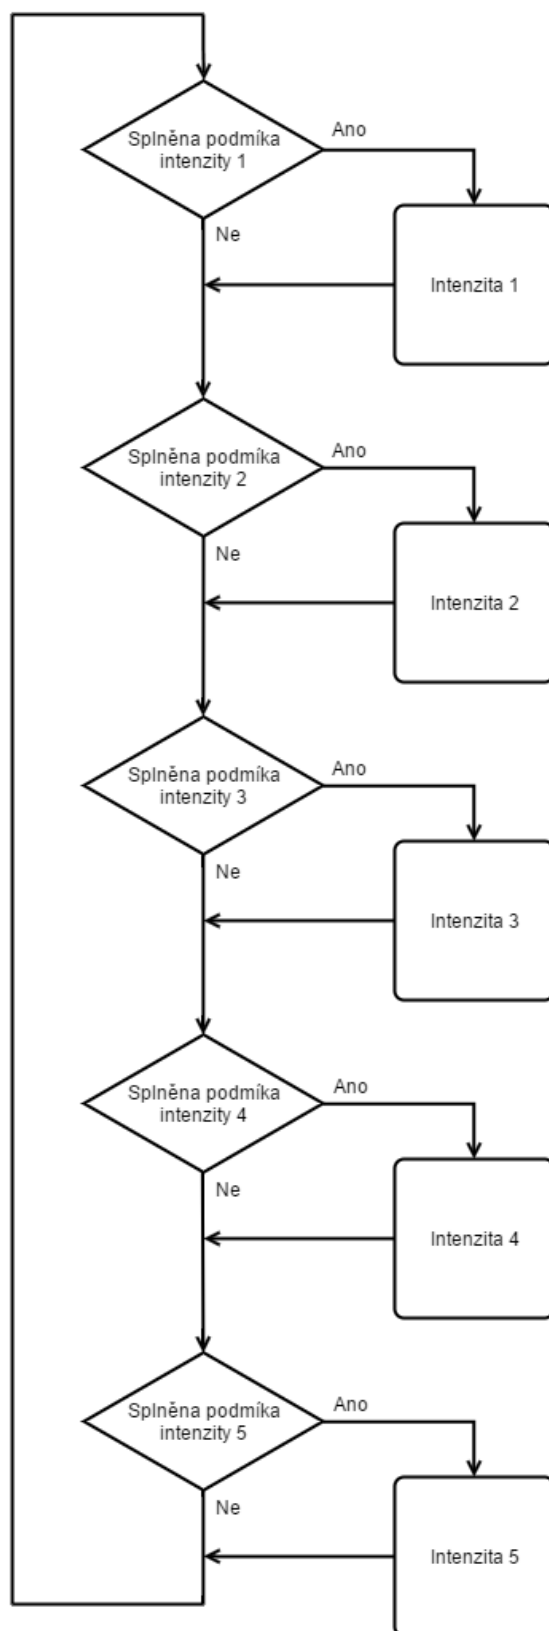 Splněna podmíka
intenzity 1
Ano
Ne
Intenzita 1
Splněna podmíka
intenzity 2
Ano
Ne
Intenzita 2
Splněna podmíka
intenzity 3
Ano
Ne
Intenzita 3
Splněna podmíka
intenzity 4
Ano
Ne
Intenzita 4
Splněna podmíka
intenzity 5
Ano
Ne
Intenzita 5